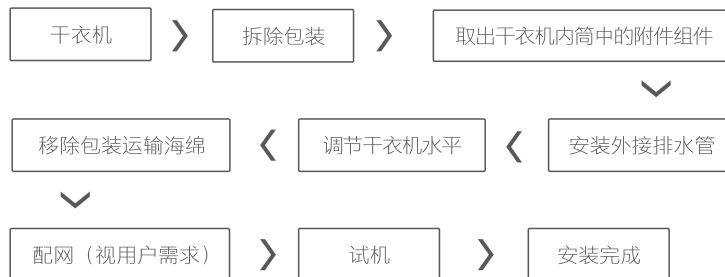 干衣机
拆除包装
取出干衣机内筒中的附件组件
安装外接排水管
调节干衣机水平
移除包装运输海绵
配网（视用户需求）
试机
安装完成